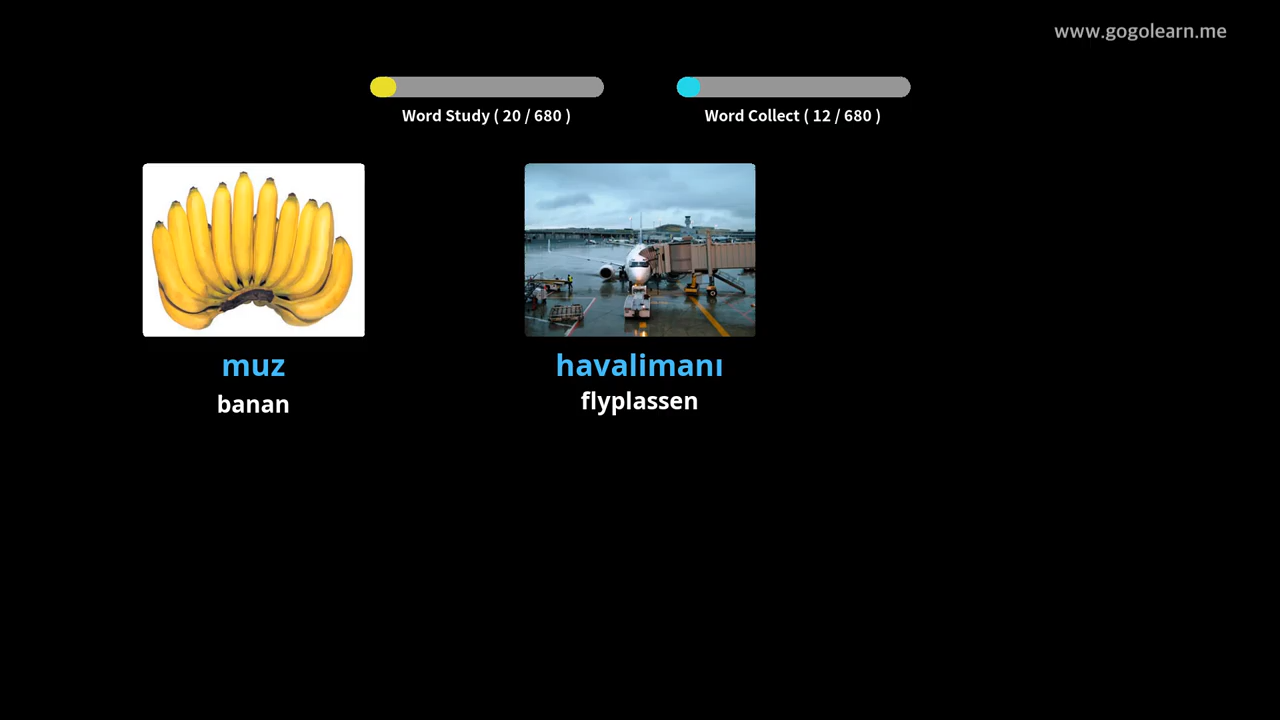 www.gogolearn.me
Word Study ( 20 / 680 )
Word Collect ( 12 / 680 )
muz
banan
havalimanı
flyplassen